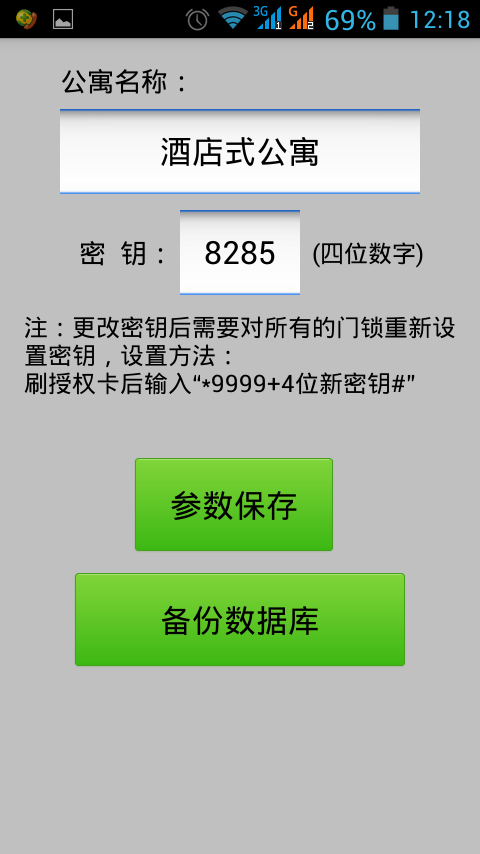 3G 1 G 2 69% 12:18
公寓名称：
酒店式公寓
密 钥： 8285 (四位数字)
注：更改密钥后需要对所有的门锁重新设
置密钥，设置方法：
刷授权卡后输入“*9999+4位新密钥#”
参数保存
备份数据库